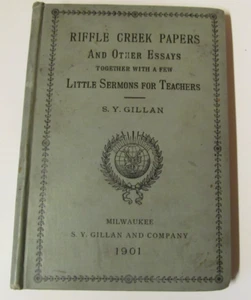 RIFFLE CREEK PAPERS
AND OTHER ESSAYS
TOGETHER WITH A FEW
LITTLE SERMONS FOR TEACHERS
S. Y. GILLAN
MILWAUKEE
S. Y. GILLAN AND COMPANY
1901